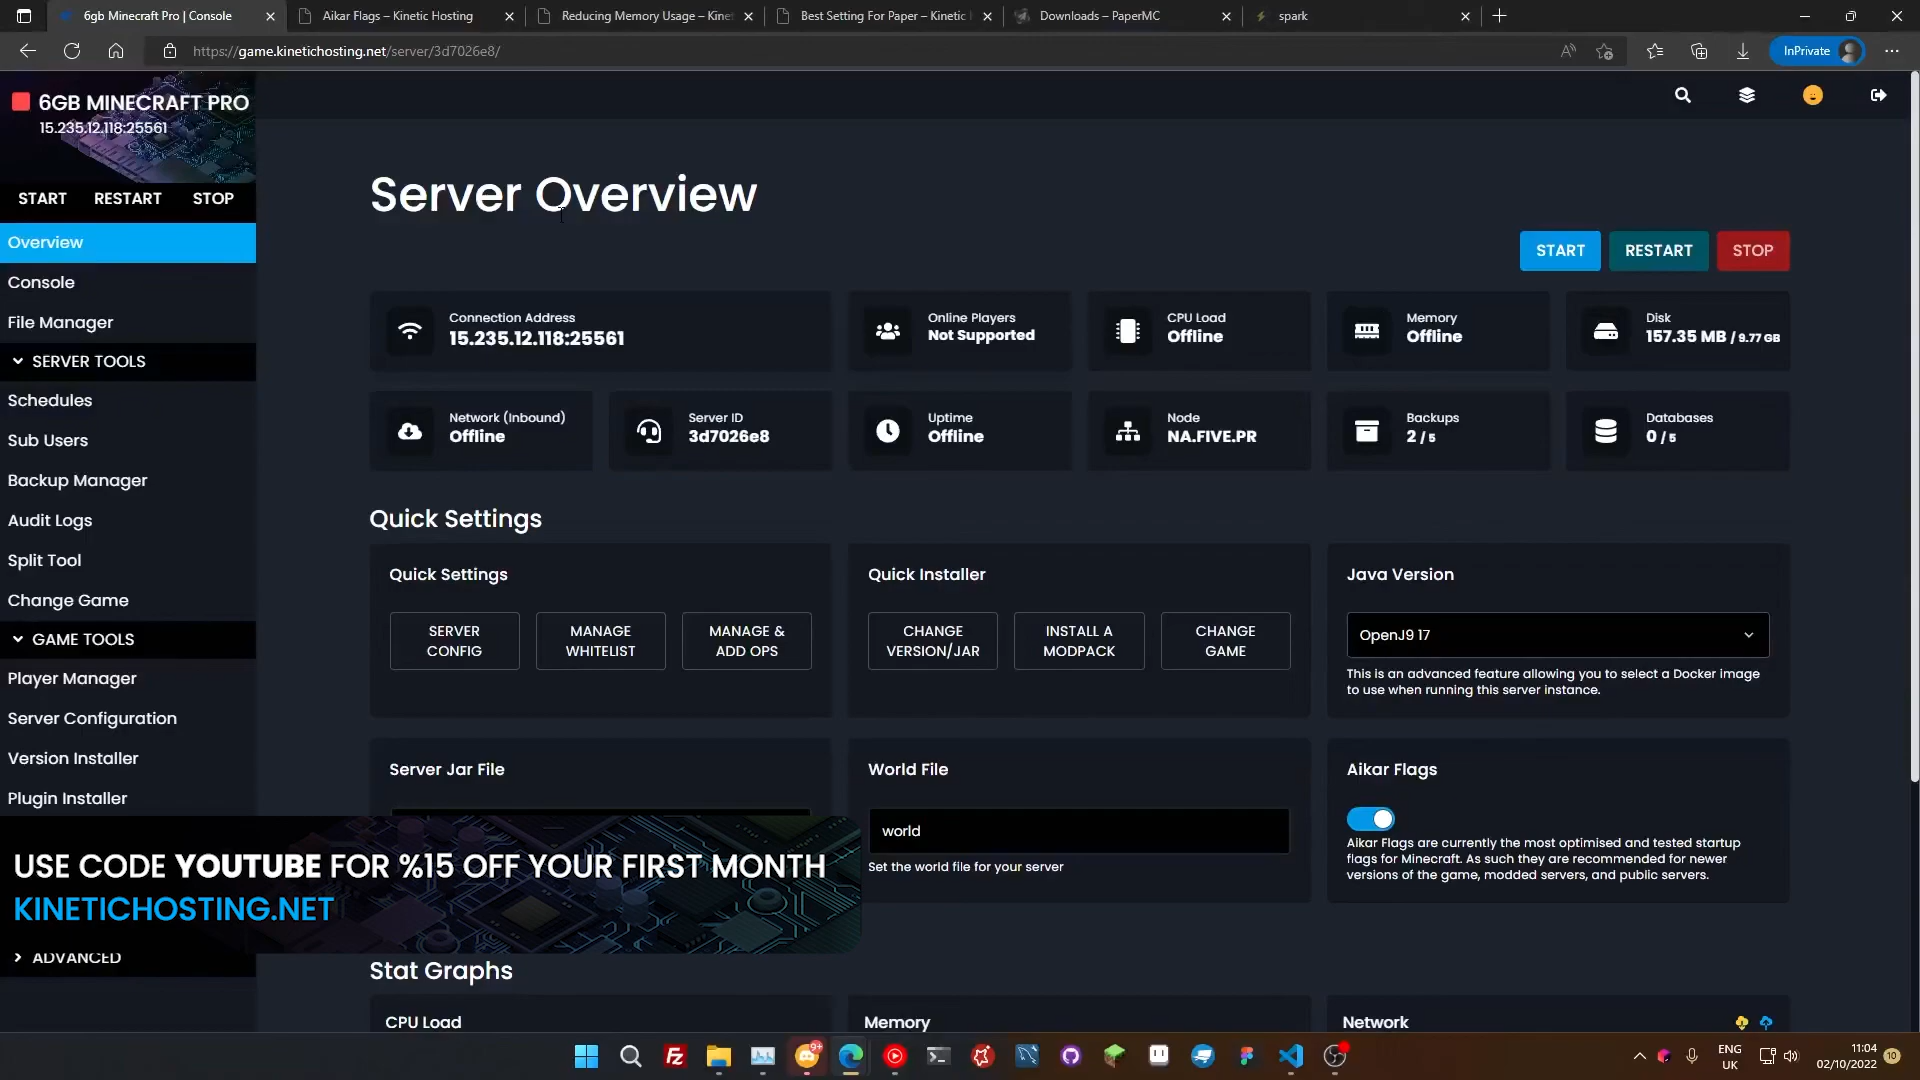 6gb Minecraft Pro | Console
Aikar Flags – Kinetic Hosting
Reducing Memory Usage – Kine
Best Setting For Paper – Kinetic
Downloads – PaperMC
spark
https://game.kinetichosting.net/server/3d7026e8/
InPrivate
6GB MINECRAFT PRO
15.235.12.118:25561
START RESTART STOP
Overview
Console
File Manager
SERVER TOOLS
Schedules
Sub Users
Backup Manager
Audit Logs
Split Tool
Change Game
GAME TOOLS
Player Manager
Server Configuration
Version Installer
Plugin Installer
ADVANCED
Server Overview
START RESTART STOP
Connection Address
15.235.12.118:25561
Online Players
Not Supported
CPU Load
Offline
Memory
Offline
Disk
157.35 MB / 9.77 GB
Network (Inbound)
Offline
Server ID
3d7026e8
Uptime
Offline
Node
NA.FIVE.PR
Backups
2 / 5
Databases
0 / 5
Quick Settings
Quick Settings
SERVER CONFIG
MANAGE WHITELIST
MANAGE & ADD OPS
Quick Installer
CHANGE VERSION/JAR
INSTALL A MODPACK
CHANGE GAME
Java Version
OpenJ9 17
This is an advanced feature allowing you to select a Docker image
to use when running this server instance.
Server Jar File
World File
world
Set the world file for your server
Aikar Flags
Aikar Flags are currently the most optimised and tested startup
flags for Minecraft. As such they are recommended for newer
versions of the game, modded servers, and public servers.
USE CODE YOUTUBE FOR %15 OFF YOUR FIRST MONTH
KINETICHOSTING.NET
Stat Graphs
CPU Load
Memory
Network
9+
ENG
UK
11:04
02/10/2022
10